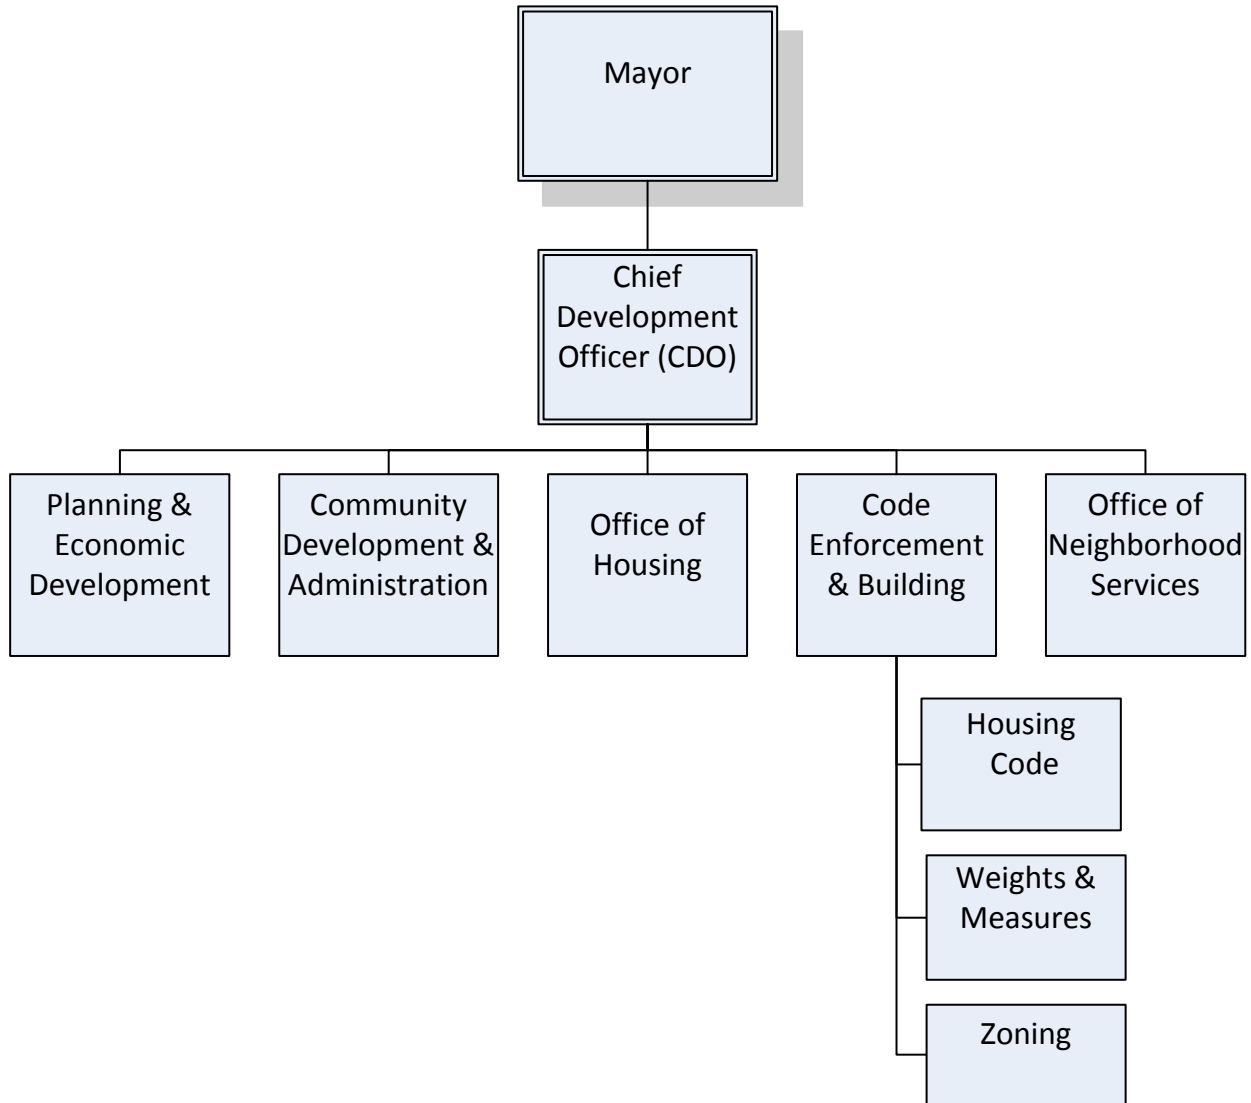 Mayor
Chief
Development
Officer (CDO)
Planning &
Economic
Development
Community
Development &
Administration
Office of
Housing
Code
Enforcement
& Building
Office of
Neighborhood
Services
Housing
Code
Weights &
Measures
Zoning